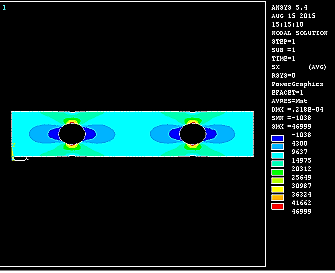 1
ANSYS 5.4
AUG 15 2015
15:15:10
NODAL SOLUTION
STEP=1
SUB =1
TIME=1
SX (AVG)
RSYS=0
PowerGraphics
EFACET=1
AVRES=Mat
DMX =.218E-04
SMN =-1038
SMX =46999
-1038
4300
9637
14975
20312
25649
30987
36324
41662
46999